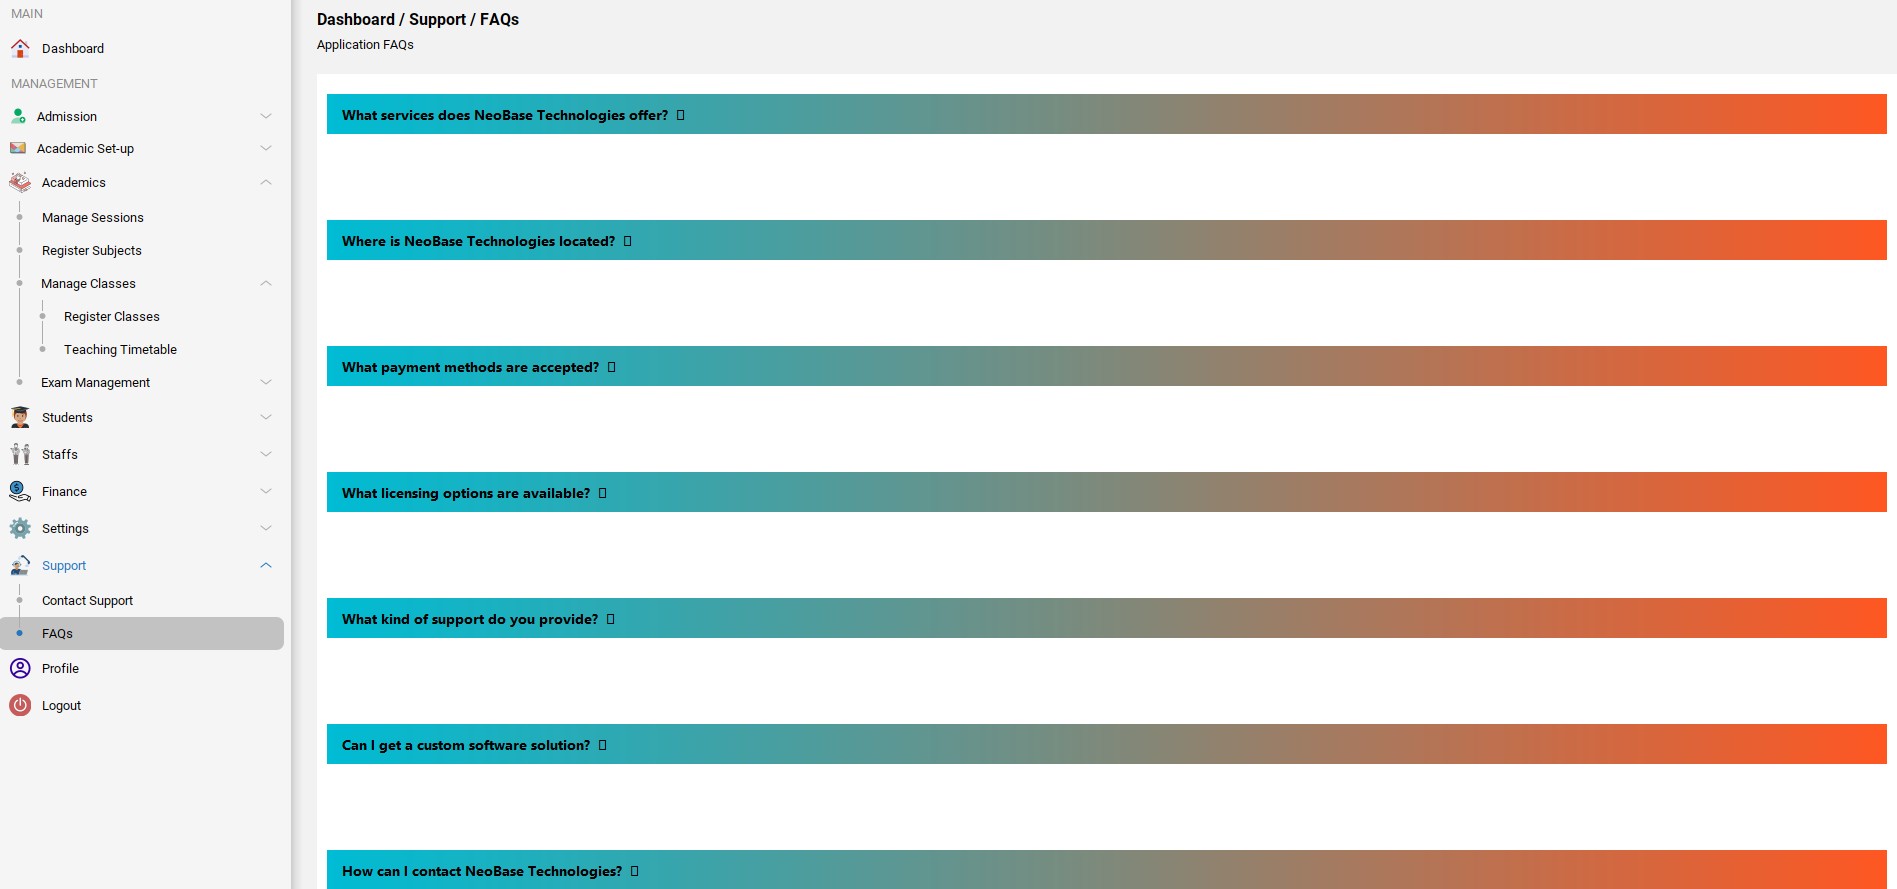 MAIN
Dashboard
MANAGEMENT
Admission
Academic Set-up
Academics
Manage Sessions
Register Subjects
Manage Classes
Register Classes
Teaching Timetable
Exam Management
Students
Staffs
Finance
Settings
Support
Contact Support
FAQs
Profile
Logout
Dashboard / Support / FAQs
Application FAQs
What services does NeoBase Technologies offer?
Where is NeoBase Technologies located?
What payment methods are accepted?
What licensing options are available?
What kind of support do you provide?
Can I get a custom software solution?
How can I contact NeoBase Technologies?